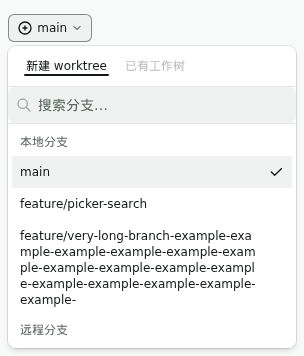 main
新建 worktree
已有工作树
搜索分支...
本地分支
main
feature/picker-search
feature/very-long-branch-example-exa
mple-example-example-example-exam
ple-example-example-example-exampl
e-example-example-example-example-
example-
远程分支